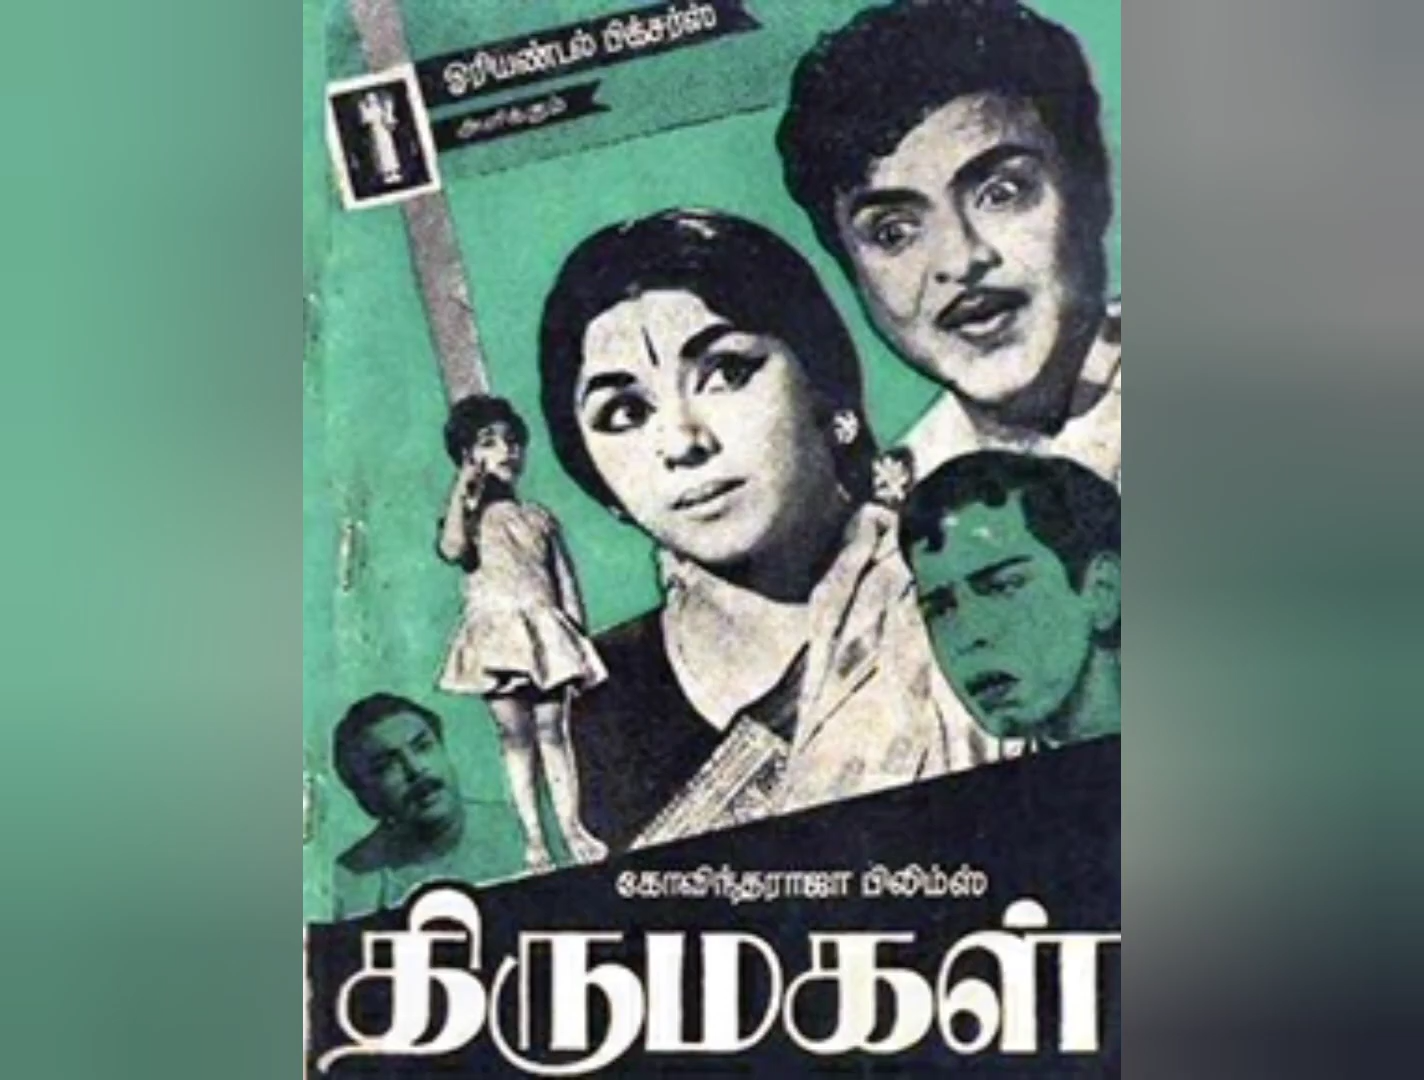 ஓரியண்டல் பிக்சர்ஸ்
அளிக்கும்
கோவிந்தராஜா பிலிம்ஸ்
திருமகள்